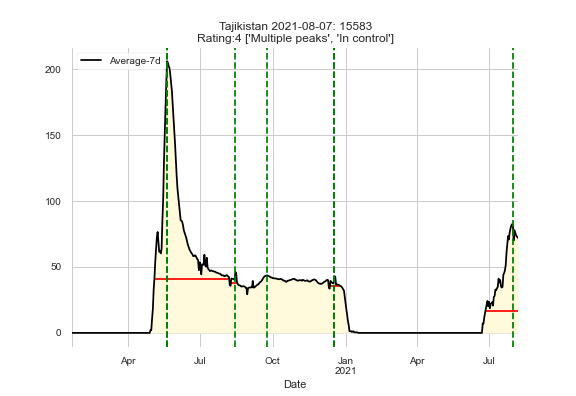 Tajikistan 2021-08-07: 15583
Rating:4 ['Multiple peaks', 'In control']
Average-7d
200
150
100
50
0
Apr Jul Oct Jan Apr Jul
2021
Date